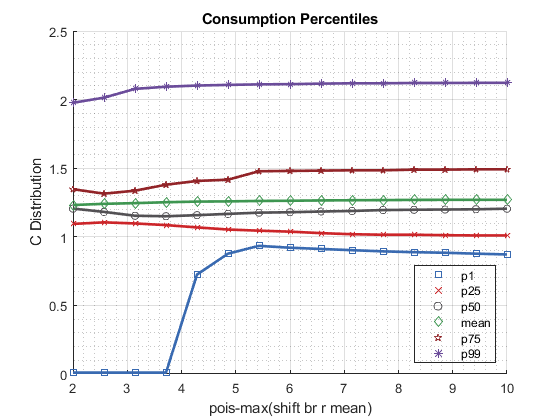 Consumption Percentiles
2.5
2
1.5
1
0.5
0
C Distribution
2 3 4 5 6 7 8 9 10
pois-max(shift br r mean)
p1
p25
p50
mean
p75
p99